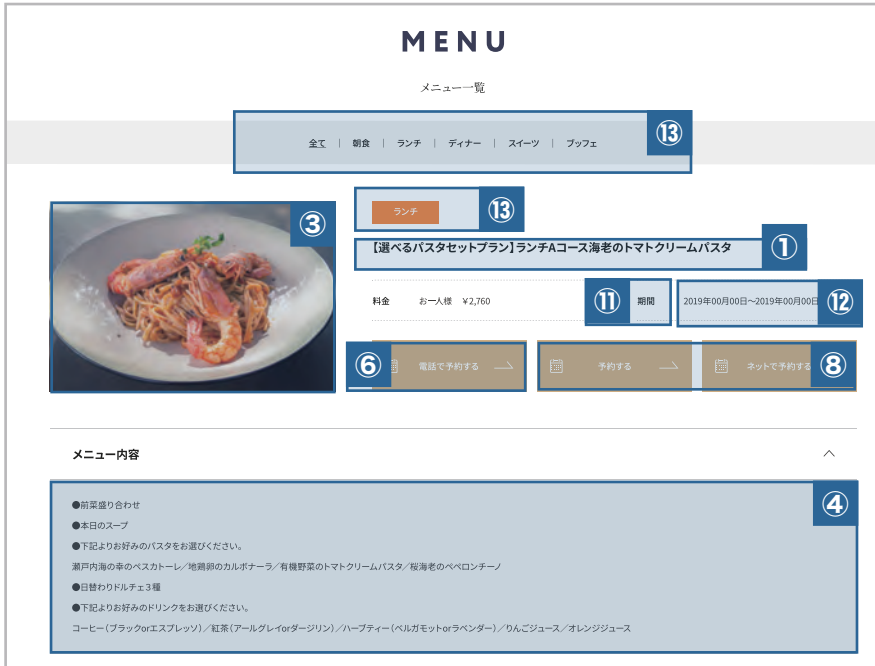 MENU
メニュー一覧
全て | 朝食 | ランチ | ディナー | スイーツ | ブッフェ
⑬
③
ランチ
⑬
【選べるパスタセットプラン】ランチAコース海老のトマトクリームパスタ
①
料金 お一人様 ¥2,760
⑪
期間
2019年00月00日〜2019年00月00日
⑫
⑥
電話で予約する
予約する
ネットで予約する
⑧
メニュー内容
④
●前菜盛り合わせ
●本日のスープ
●下記よりお好みのパスタをお選びください。
瀬戸内海の幸のペスカトーレ／地鶏卵のカルボナーラ／有機野菜のトマトクリームパスタ／桜海老のペペロンチーノ
●日替わりドルチェ３種
●下記よりお好みのドリンクをお選びください。
コーヒー（ブラックorエスプレッソ）／紅茶（アールグレイorダージリン）／ハーブティー（ベルガモットorラベンダー）／りんごジュース／オレンジジュース